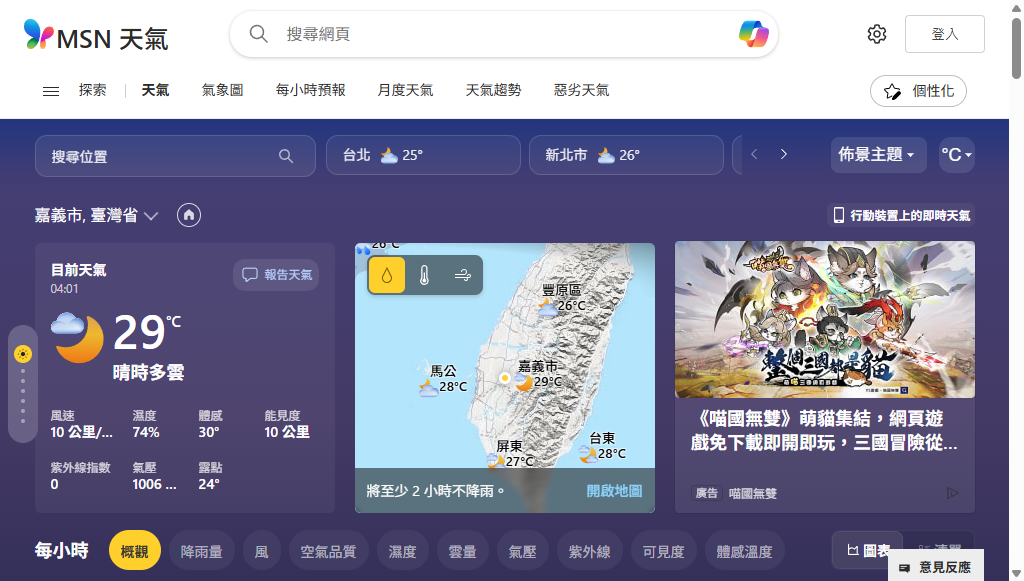 MSN 天氣
搜尋網頁
登入
探索
天氣
氣象圖
每小時預報
月度天氣
天氣趨勢
惡劣天氣
個性化
搜尋位置
台北 25°
新北市 26°
佈景主題
°C
嘉義市, 臺灣省
行動裝置上的即時天氣
目前天氣
04:01
報告天氣
29°C
晴時多雲
風速
10 公里/...
濕度
74%
體感
30°
能見度
10 公里
紫外線指數
0
氣壓
1006 ...
露點
24°
26°C
豐原區
26°C
馬公
28°C
嘉義市
29°C
屏東
27°C
台東
28°C
將至少 2 小時不降雨。
開啟地圖
整個三國都是貓
《喵國無雙》萌貓集結，網頁遊
戲免下載即開即玩，三國冒險從...
廣告
喵國無雙
每小時
概觀
降雨量
風
空氣品質
濕度
雲量
氣壓
紫外線
可見度
體感溫度
圖表
清單
意見反應